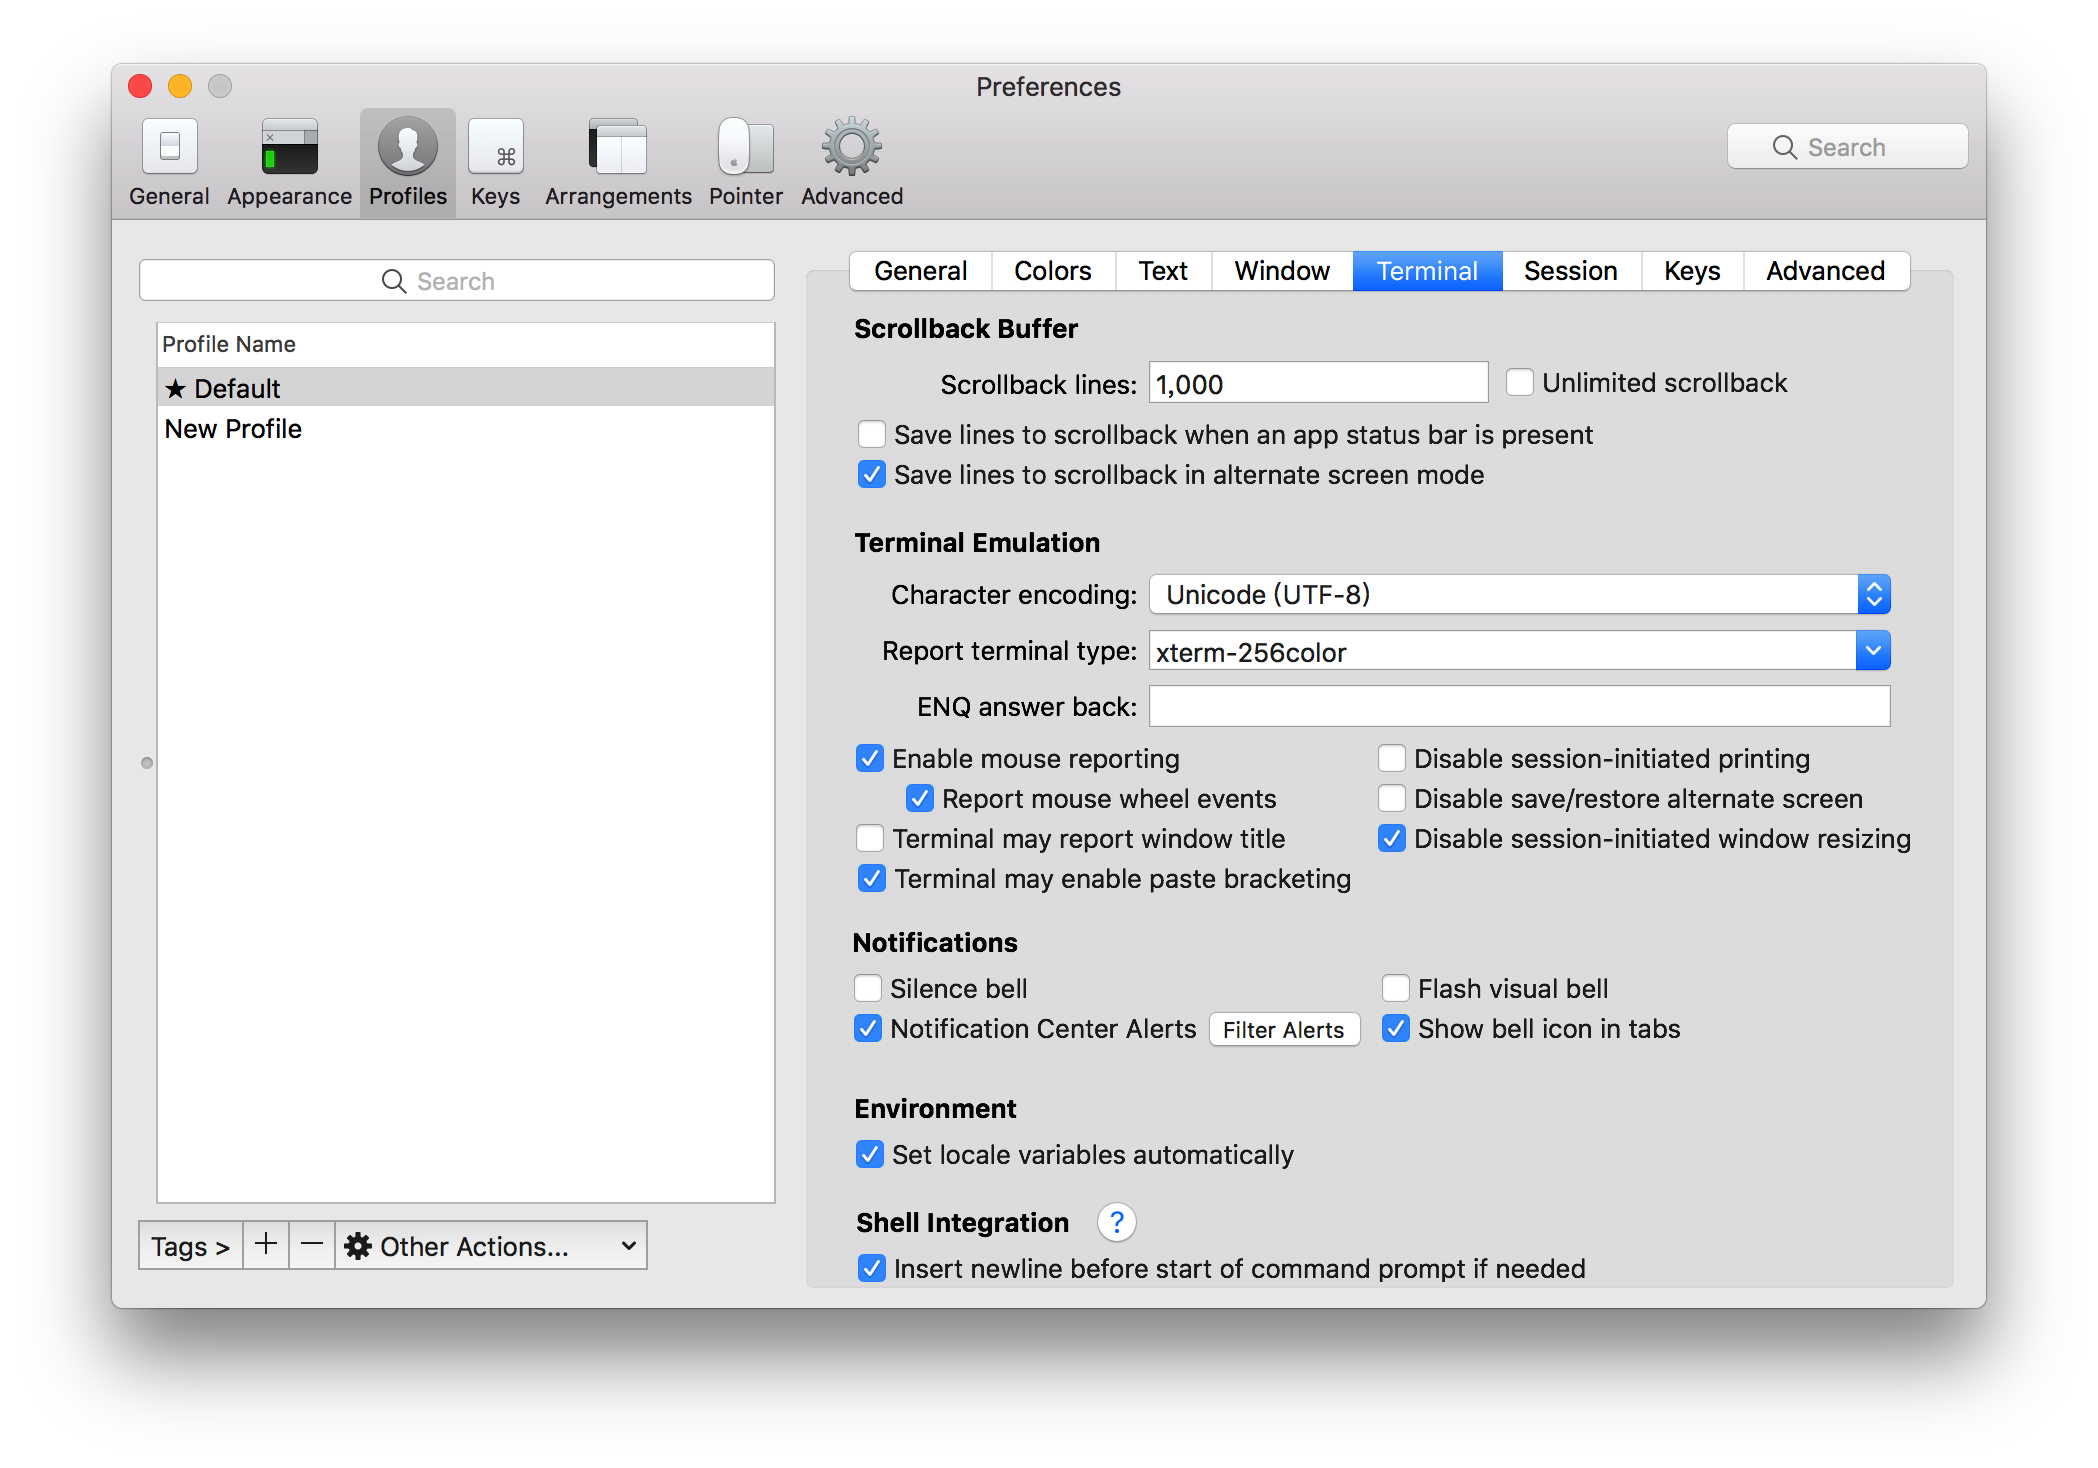 Preferences
General Appearance Profiles Keys Arrangements Pointer Advanced
Search
Search
Profile Name
★ Default
New Profile
Tags >
+
−
Other Actions...
General Colors Text Window Terminal Session Keys Advanced
Scrollback Buffer
Scrollback lines: 1,000 Unlimited scrollback
Save lines to scrollback when an app status bar is present
Save lines to scrollback in alternate screen mode
Terminal Emulation
Character encoding: Unicode (UTF-8)
Report terminal type: xterm-256color
ENQ answer back:
Enable mouse reporting Disable session-initiated printing
Report mouse wheel events Disable save/restore alternate screen
Terminal may report window title Disable session-initiated window resizing
Terminal may enable paste bracketing
Notifications
Silence bell Flash visual bell
Notification Center Alerts Filter Alerts Show bell icon in tabs
Environment
Set locale variables automatically
Shell Integration ?
Insert newline before start of command prompt if needed